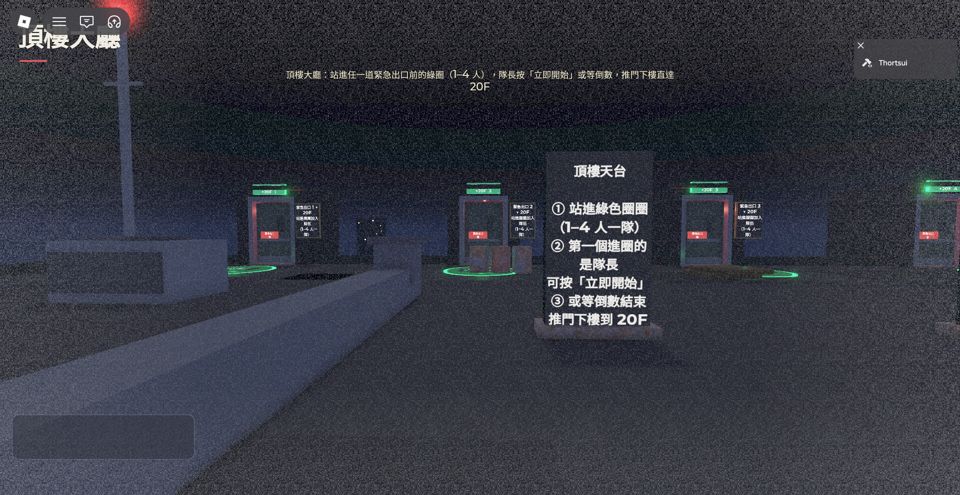 頂樓大廳
頂樓大廳：站進任一道緊急出口前的綠圈（1–4 人），隊長按「立即開始」或等倒數，推門下樓直達
20F
Thortsui
頂樓天台
① 站進綠色圈圈
（1–4 人一隊）
② 第一個進圈的
是隊長
可按「立即開始」
③ 或等倒數結束
推門下樓到 20F